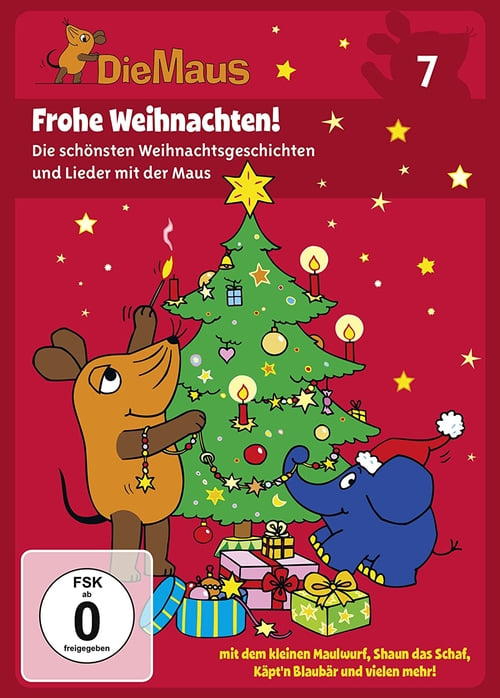 DieMaus
7
Frohe Weihnachten!
Die schönsten Weihnachtsgeschichten
und Lieder mit der Maus
FSK
ab
0
freigegeben
mit dem kleinen Maulwurf, Shaun das Schaf,
Käpt'n Blaubär und vielen mehr!